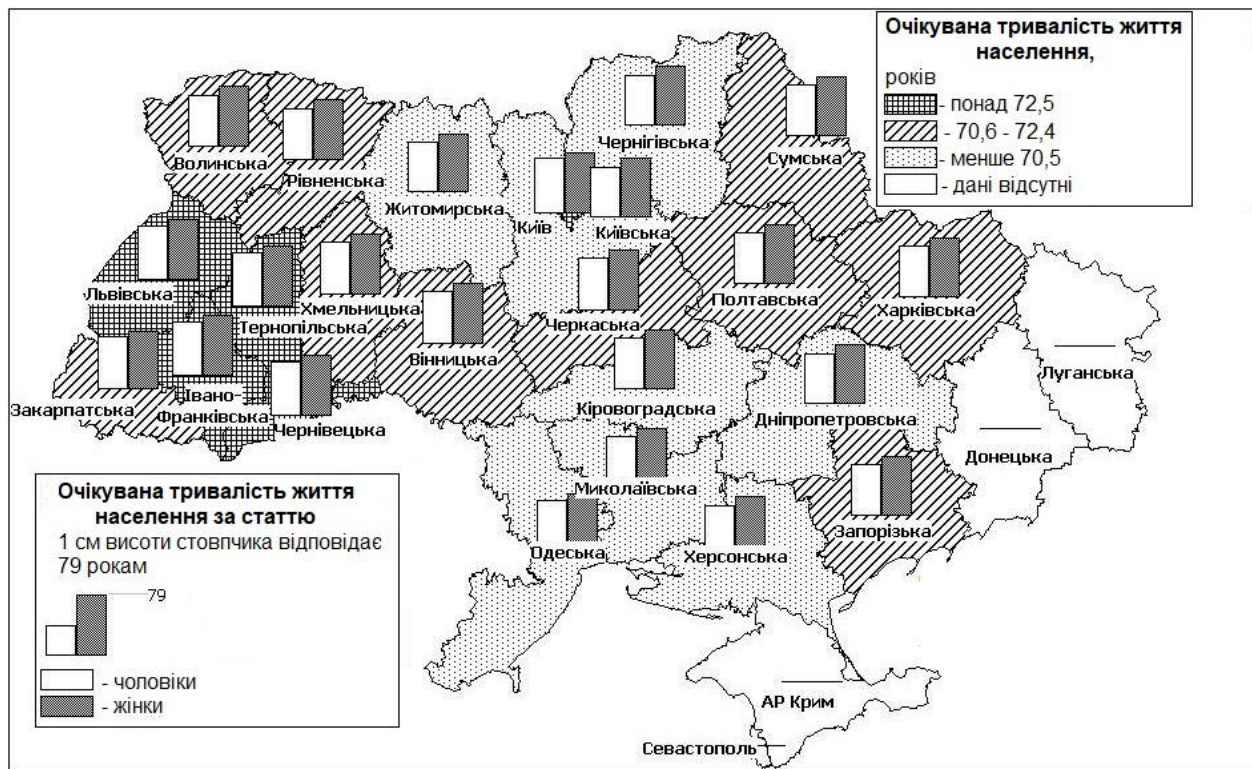 Очікувана тривалість життя
населення,
років
- понад 72,5
- 70,6 - 72,4
- менше 70,5
- дані відсутні
Чернігівська
Сумська
Волинська
Рівненська
Житомирська
Київ
Київська
Львівська
Тернопільська
Хмельницька
Вінницька
Черкаська
Полтавська
Харківська
Луганська
Закарпатська
Івано-
Франківська
Чернівецька
Кіровоградська
Дніпропетровська
Донецька
Миколаївська
Одеська
Херсонська
Запорізька
АР Крим
Севастополь
Очікувана тривалість життя
населення за статтю
1 см висоти стовпчика відповідає
79 рокам
79
- чоловіки
- жінки